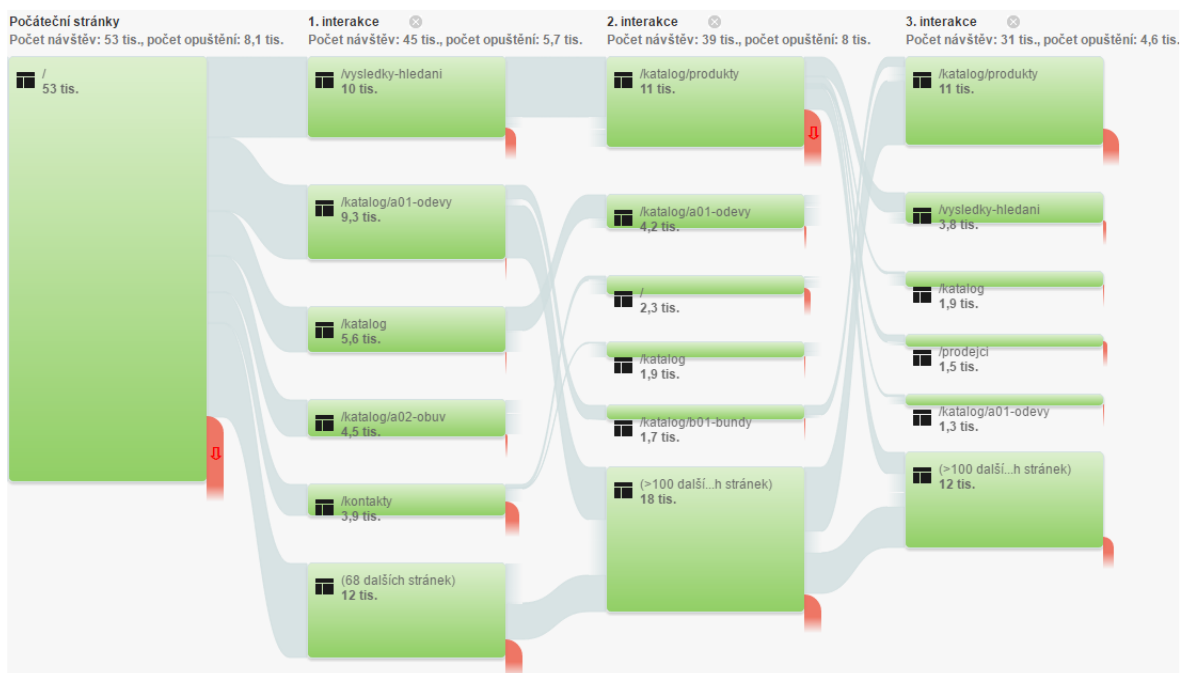 Počáteční stránky
Počet návštěv: 53 tis., počet opuštění: 8,1 tis.
/
53 tis.
1. interakce
Počet návštěv: 45 tis., počet opuštění: 5,7 tis.
/vysledky-hledani
10 tis.
/katalog/a01-odevy
9,3 tis.
/katalog
5,6 tis.
/katalog/a02-obuv
4,5 tis.
/kontakty
3,9 tis.
(68 dalších stránek)
12 tis.
2. interakce
Počet návštěv: 39 tis., počet opuštění: 8 tis.
/katalog/produkty
11 tis.
/katalog/a01-odevy
4,2 tis.
/
2,3 tis.
/katalog
1,9 tis.
/katalog/b01-bundy
1,7 tis.
(>100 další...h stránek)
18 tis.
3. interakce
Počet návštěv: 31 tis., počet opuštění: 4,6 tis.
/katalog/produkty
11 tis.
/vysledky-hledani
3,8 tis.
/katalog
1,9 tis.
/prodejci
1,5 tis.
/katalog/a01-odevy
1,3 tis.
(>100 další...h stránek)
12 tis.